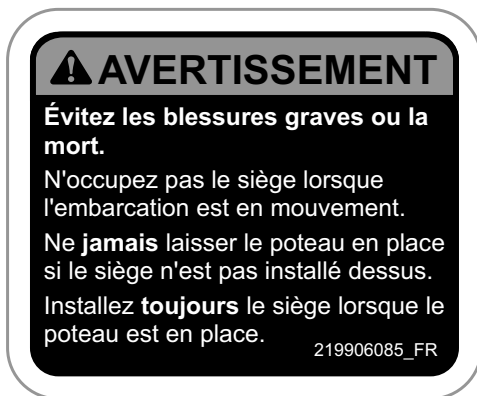 AVERTISSEMENT
Évitez les blessures graves ou la
mort.
N'occupez pas le siège lorsque
l'embarcation est en mouvement.
Ne jamais laisser le poteau en place
si le siège n'est pas installé dessus.
Installez toujours le siège lorsque le
poteau est en place.
219906085_FR